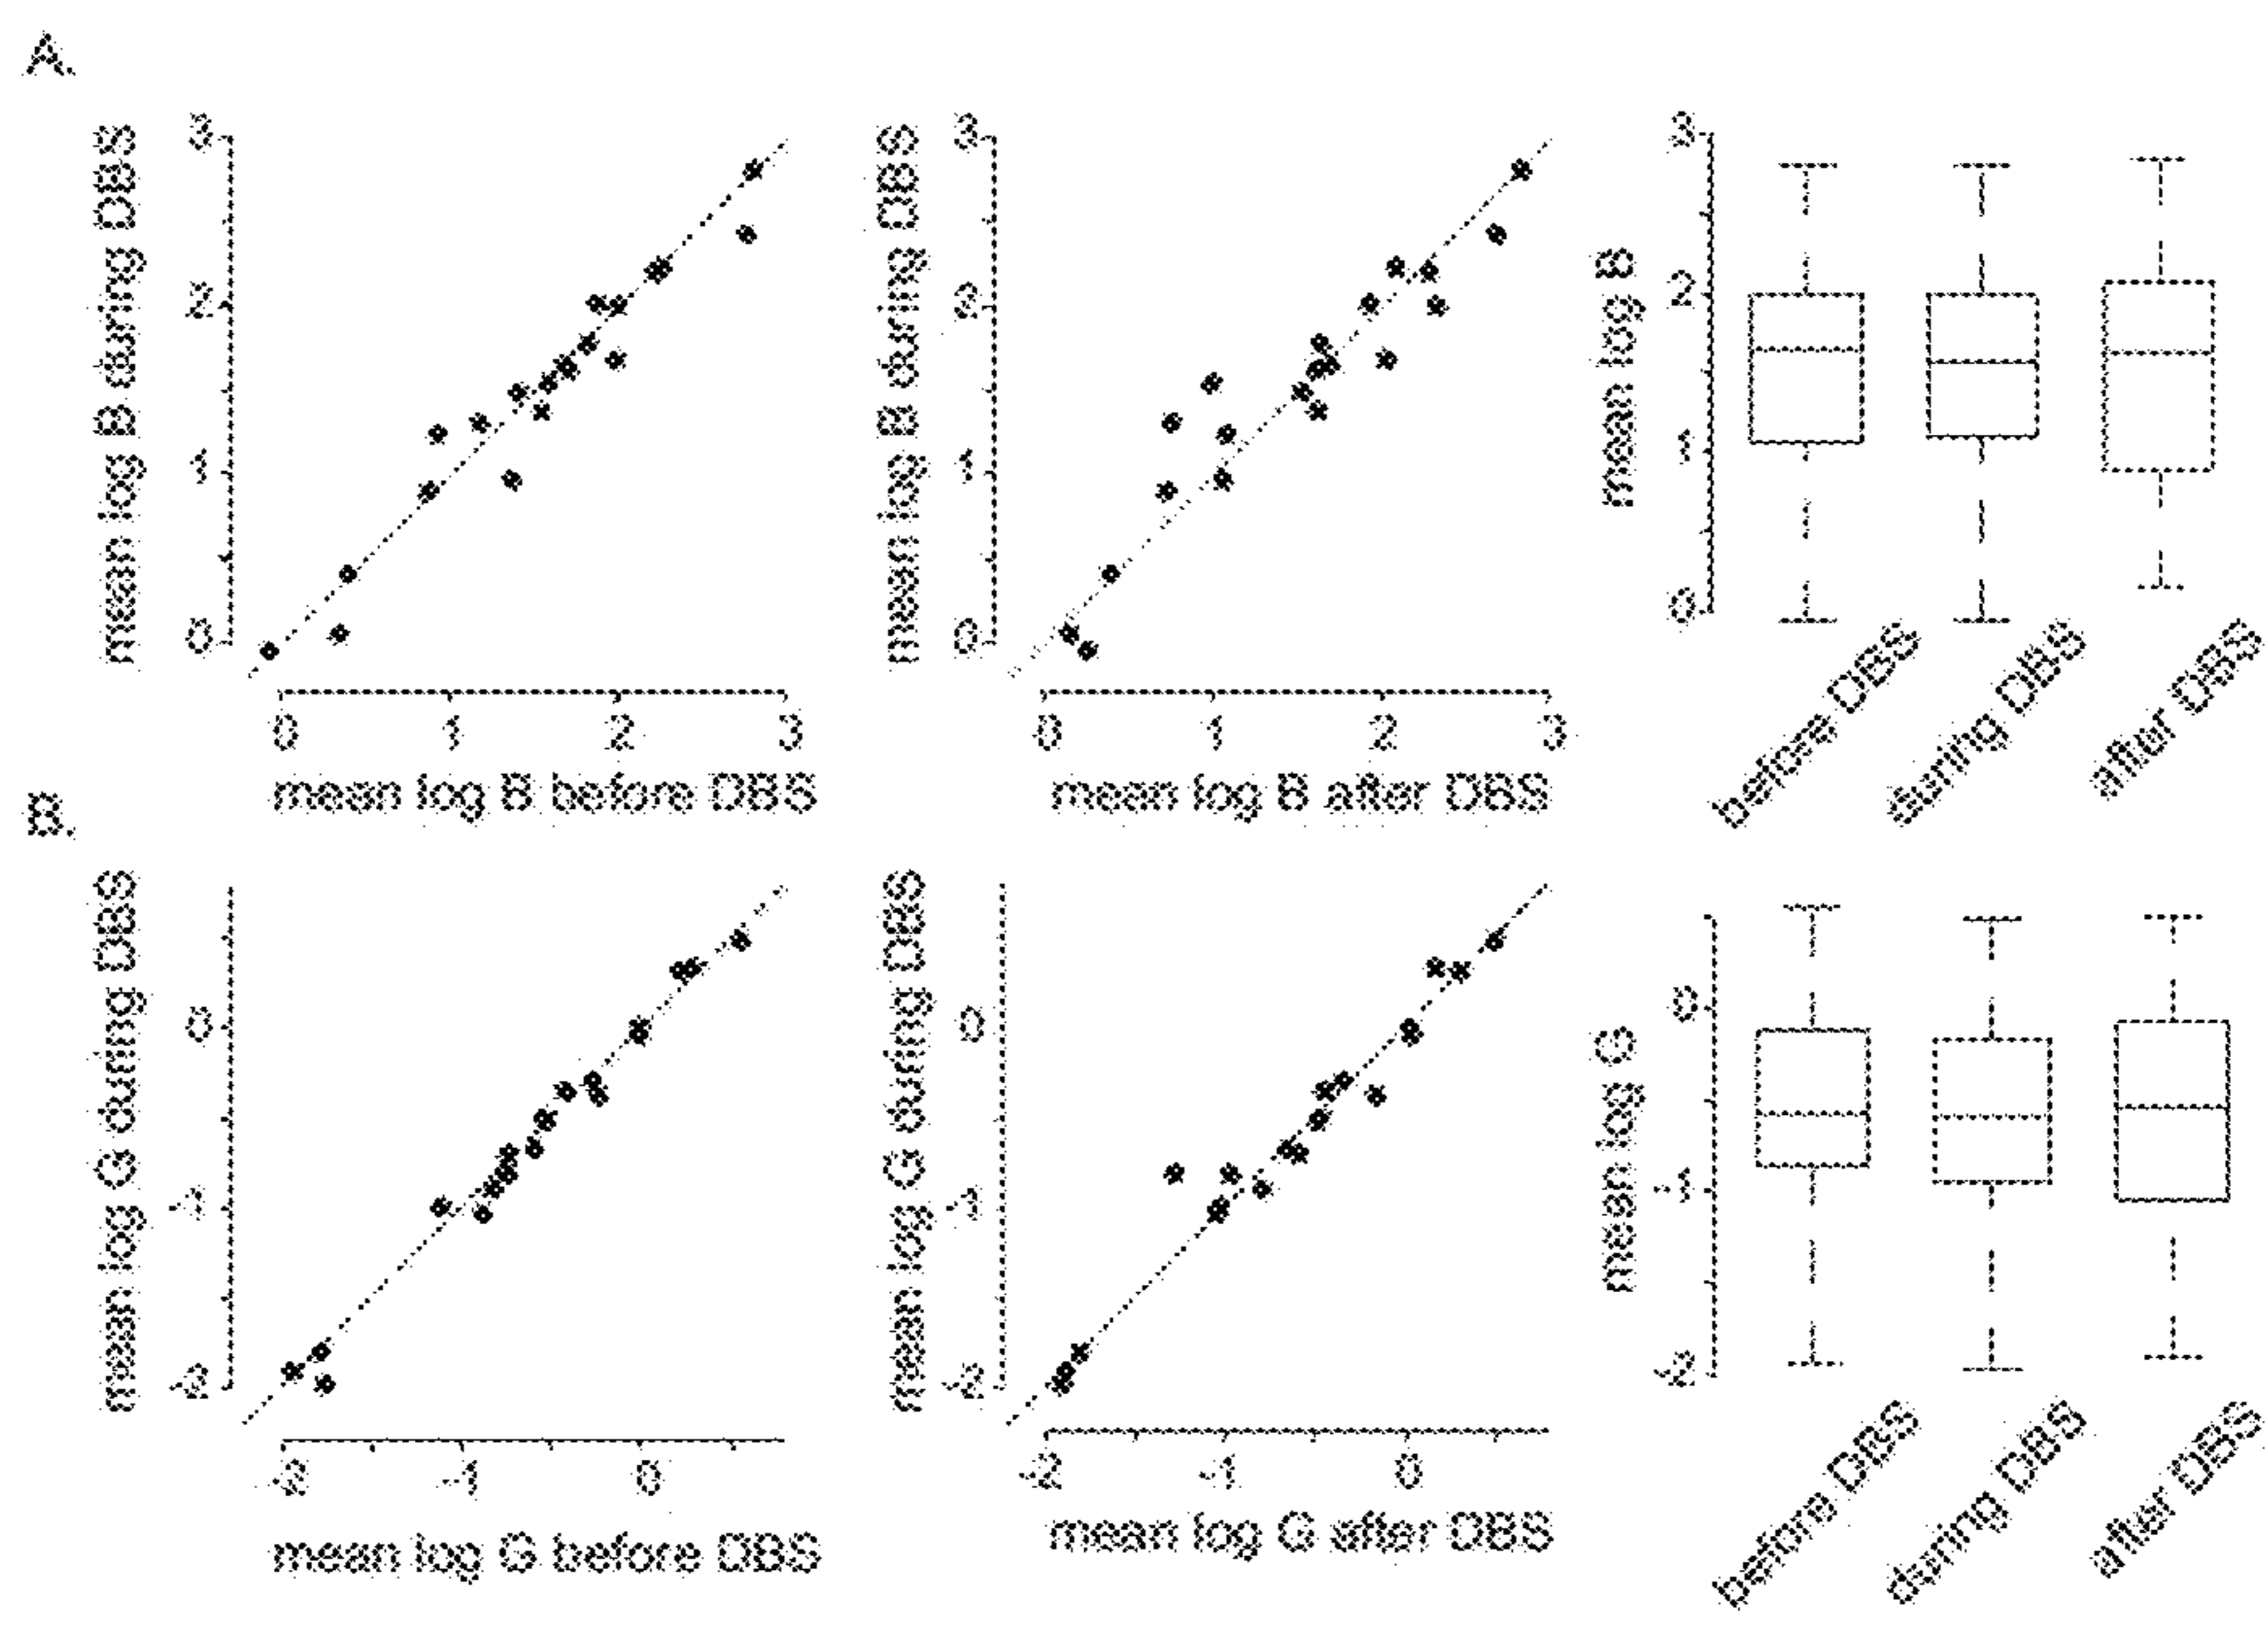 A.
mean log B during DBS
3
2
1
0
0 1 2 3
mean log B before DBS
mean log B during DBS
3
2
1
0
0 1 2 3
mean log B after DBS
mean log B
3
2
1
0
before DBS
during DBS
after DBS
B.
mean log G during DBS
0
-1
-2
-2 -1 0
mean log G before DBS
mean log G during DBS
0
-1
-2
-2 -1 0
mean log G after DBS
mean log G
0
-1
-2
before DBS
during DBS
after DBS